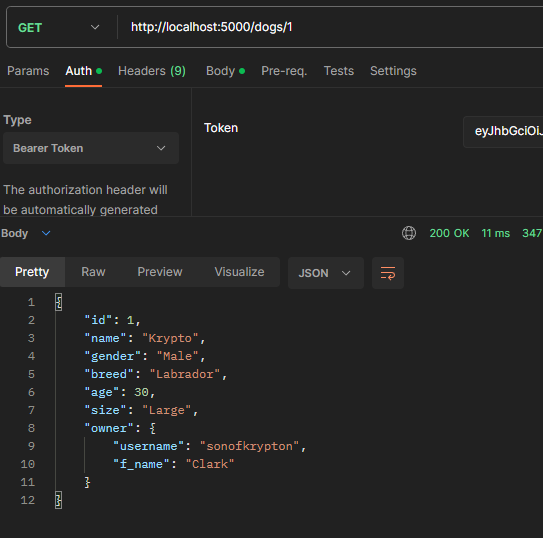 GET http://localhost:5000/dogs/1
Params Auth Headers (9) Body Pre-req. Tests Settings
Type
Bearer Token
The authorization header will
be automatically generated
Token
eyJhbGciOiJ
Body 200 OK 11 ms 347
Pretty Raw Preview Visualize JSON
1 {
2 "id": 1,
3 "name": "Krypto",
4 "gender": "Male",
5 "breed": "Labrador",
6 "age": 30,
7 "size": "Large",
8 "owner": {
9 "username": "sonofkrypton",
10 "f_name": "Clark"
11 }
12 }